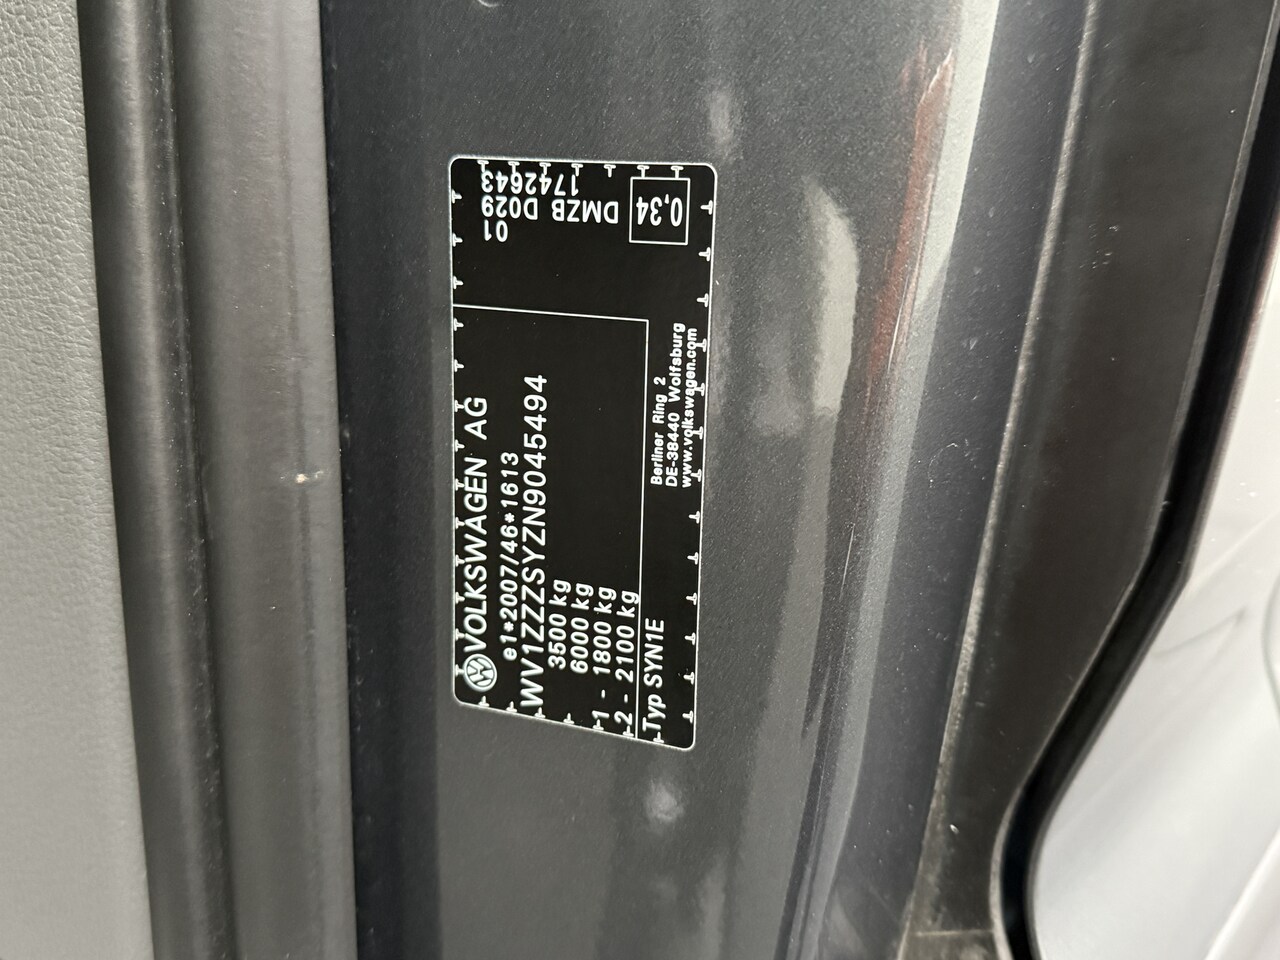 VOLKSWAGEN AG
e1*2007/46*1613
WV1ZZZSYZN9045494
3500 kg
6000 kg
1 - 1800 kg
2 - 2100 kg
Typ SYN1E
Berliner Ring 2
DE-38440 Wolfsburg
www.volkswagen.com
01
1742643
DMZB D029
0,34